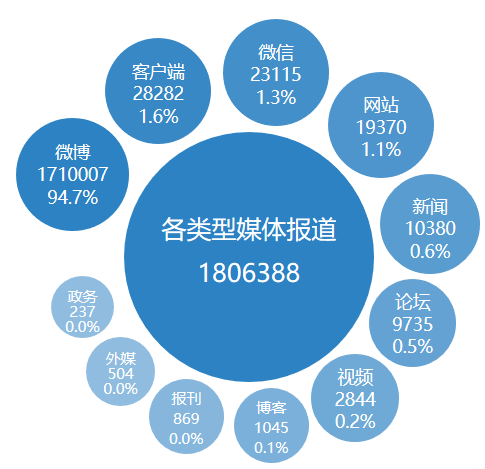 各类型媒体报道
1806388
微博
1710007
94.7%
客户端
28282
1.6%
微信
23115
1.3%
网站
19370
1.1%
新闻
10380
0.6%
论坛
9735
0.5%
视频
2844
0.2%
博客
1045
0.1%
报刊
869
0.0%
外媒
504
0.0%
政务
237
0.0%